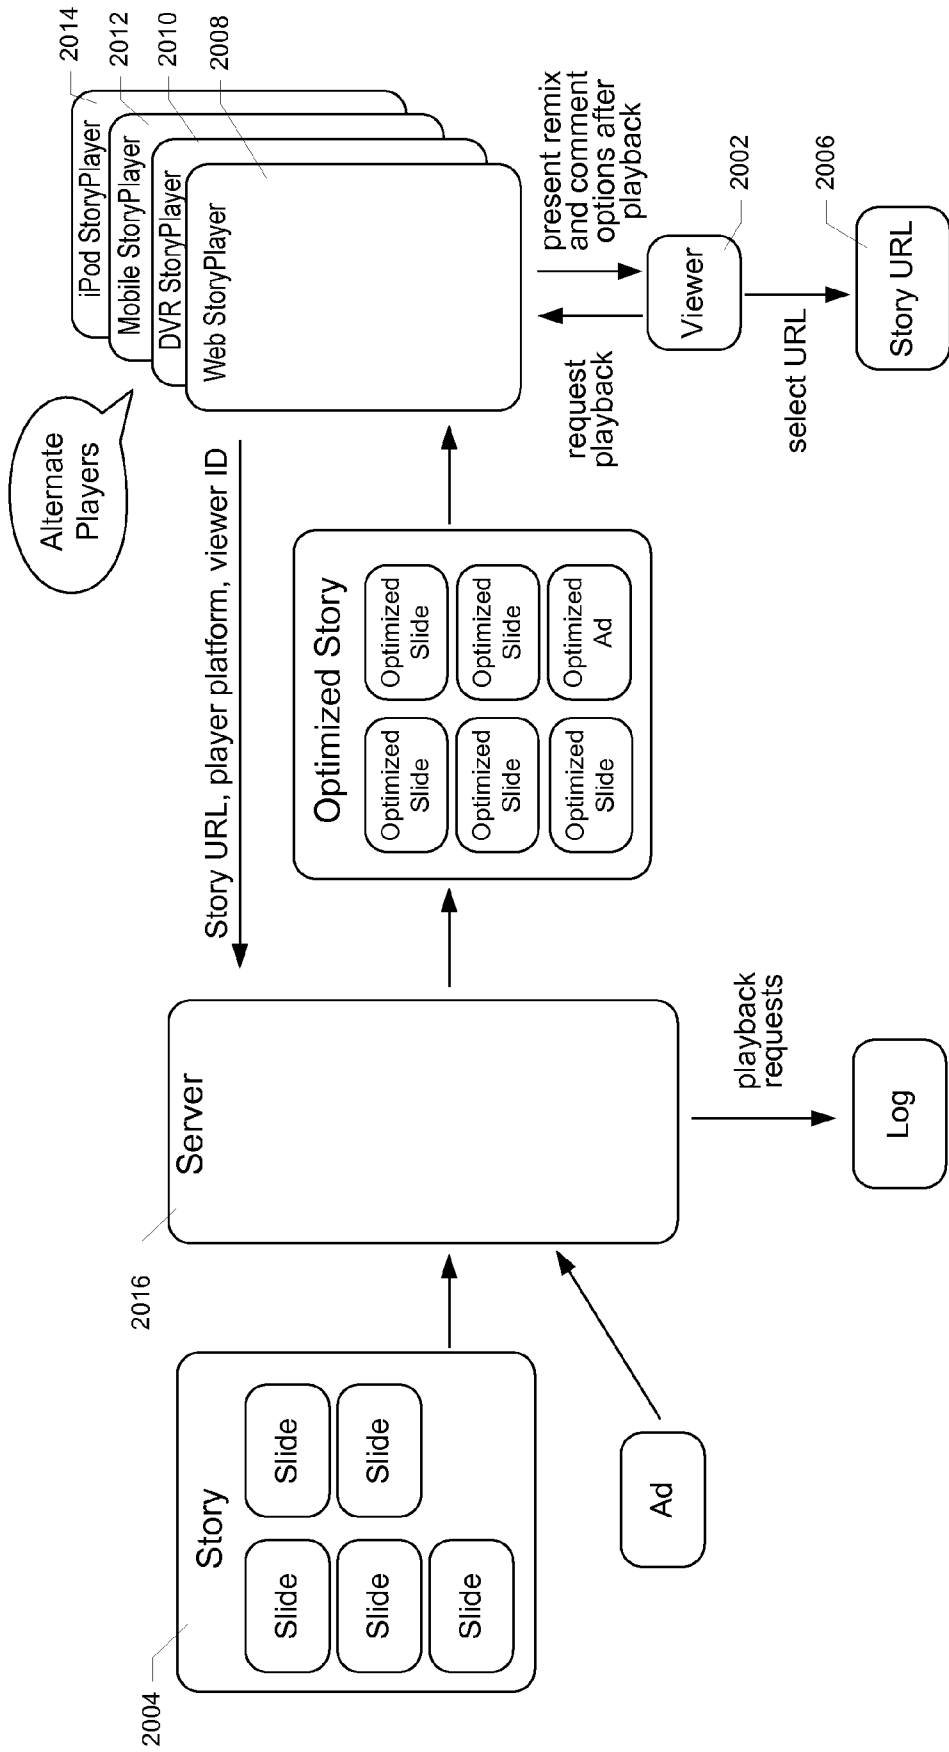 2004
Story
Slide
Slide
Slide
Slide
Slide
Ad
2016
Server
playback
requests
Log
Story URL, player platform, viewer ID
Optimized Story
Optimized
Slide
Optimized
Slide
Optimized
Slide
Optimized
Slide
Optimized
Slide
Optimized
Ad
Alternate
Players
iPod StoryPlayer
Mobile StoryPlayer
DVR StoryPlayer
Web StoryPlayer
2014
2012
2010
2008
request
playback
present remix
and comment
options after
playback
Viewer
2002
select URL
Story URL
2006